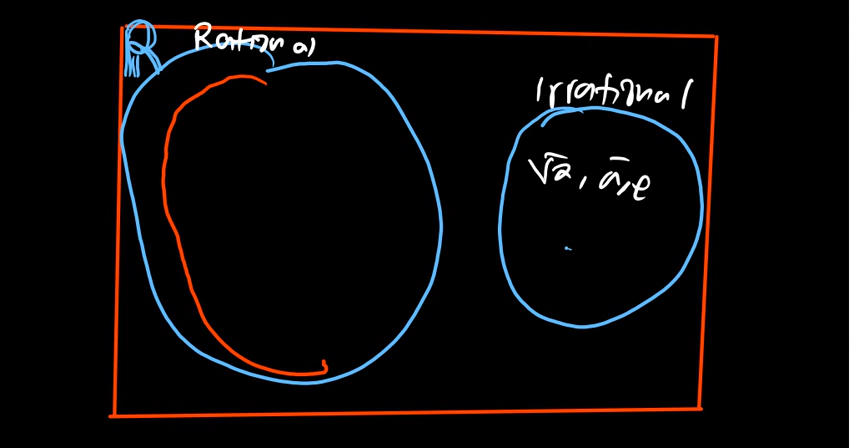 ℝ
Rational
Irrational
√2, π, e